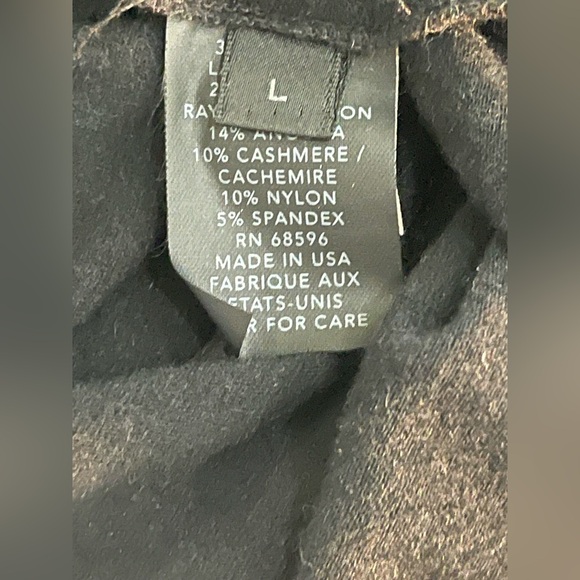 L
14%
10% CASHMERE /
CACHEMIRE
10% NYLON
5% SPANDEX
RN 68596
MADE IN USA
FABRIQUE AUX
ETATS-UNIS
FOR CARE